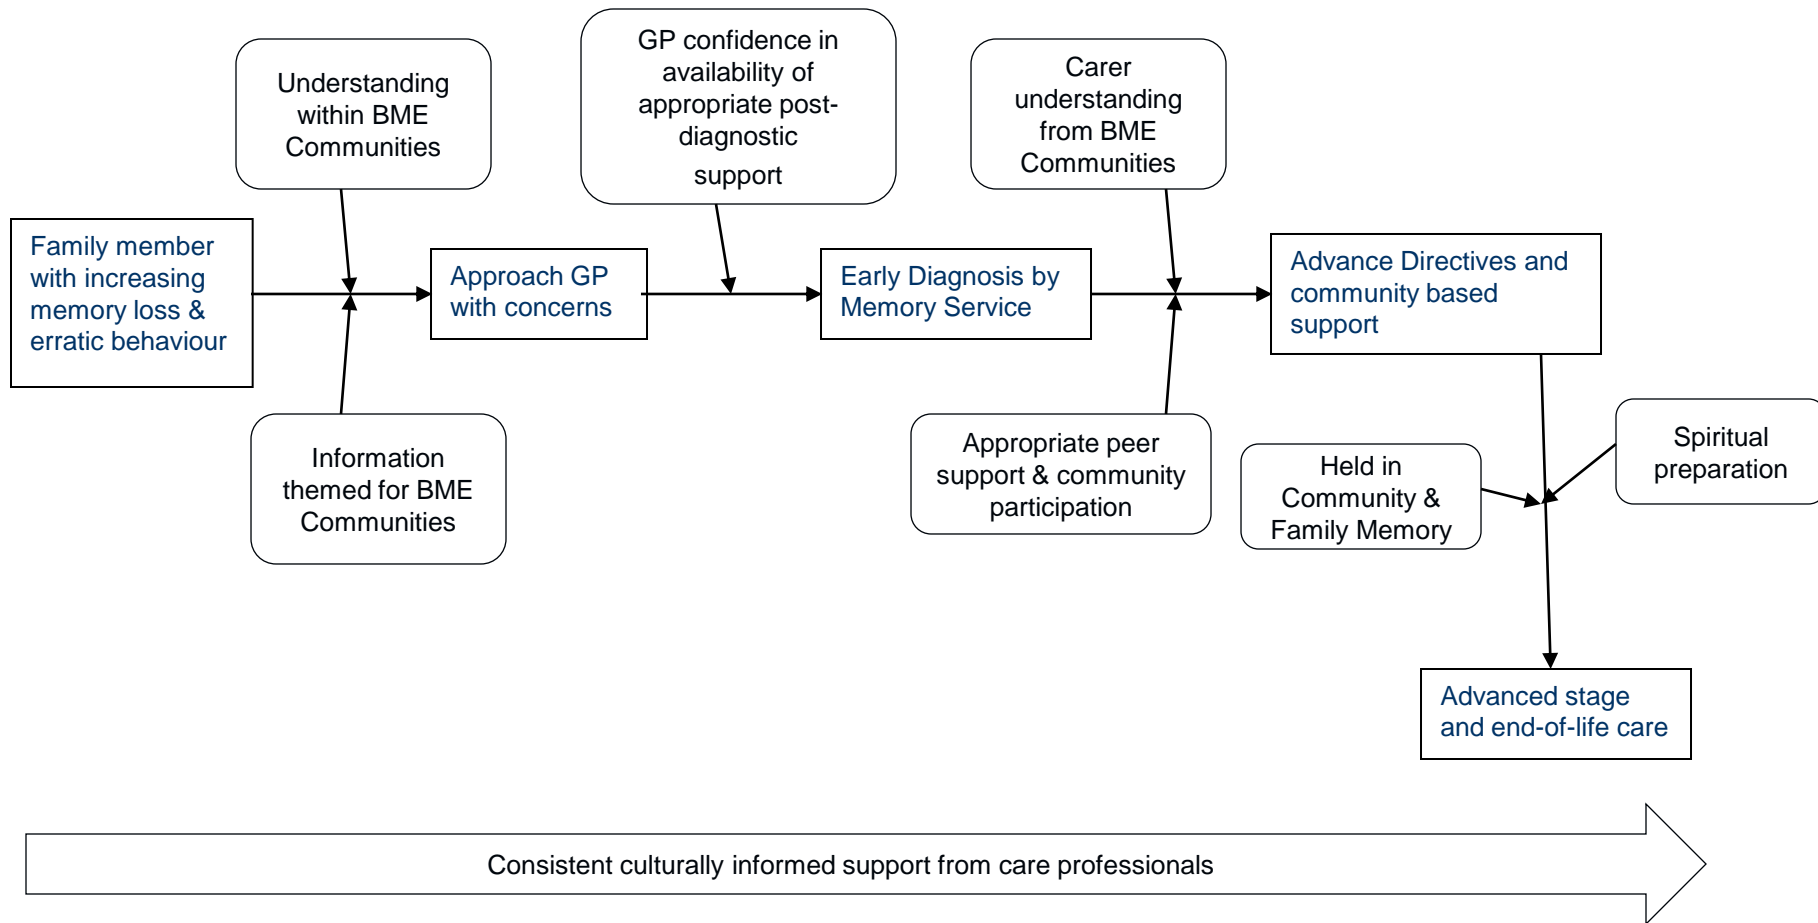 Understanding
within BME
Communities
GP confidence in
availability of
appropriate post-
diagnostic
support
Carer
understanding
from BME
Communities
Family member
with increasing
memory loss &
erratic behaviour
Approach GP
with concerns
Early Diagnosis by
Memory Service
Advance Directives and
community based
support
Information
themed for BME
Communities
Appropriate peer
support & community
participation
Held in
Community &
Family Memory
Spiritual
preparation
Advanced stage
and end-of-life care
Consistent culturally informed support from care professionals